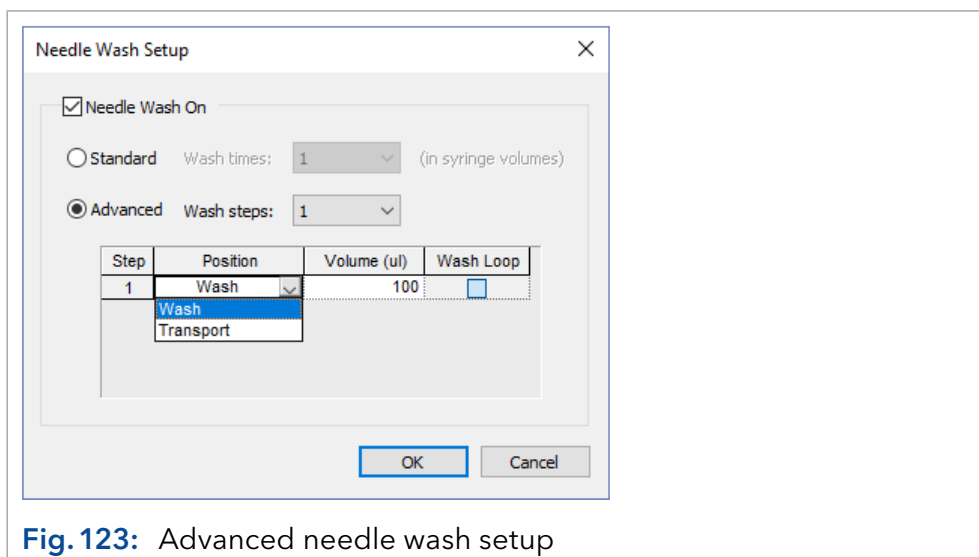 Needle Wash Setup
Needle Wash On
Standard Wash times: 1 (in syringe volumes)
Advanced Wash steps: 1
Step Position Volume (ul) Wash Loop
1 Wash 100
Wash
Transport
OK Cancel
Fig. 123: Advanced needle wash setup